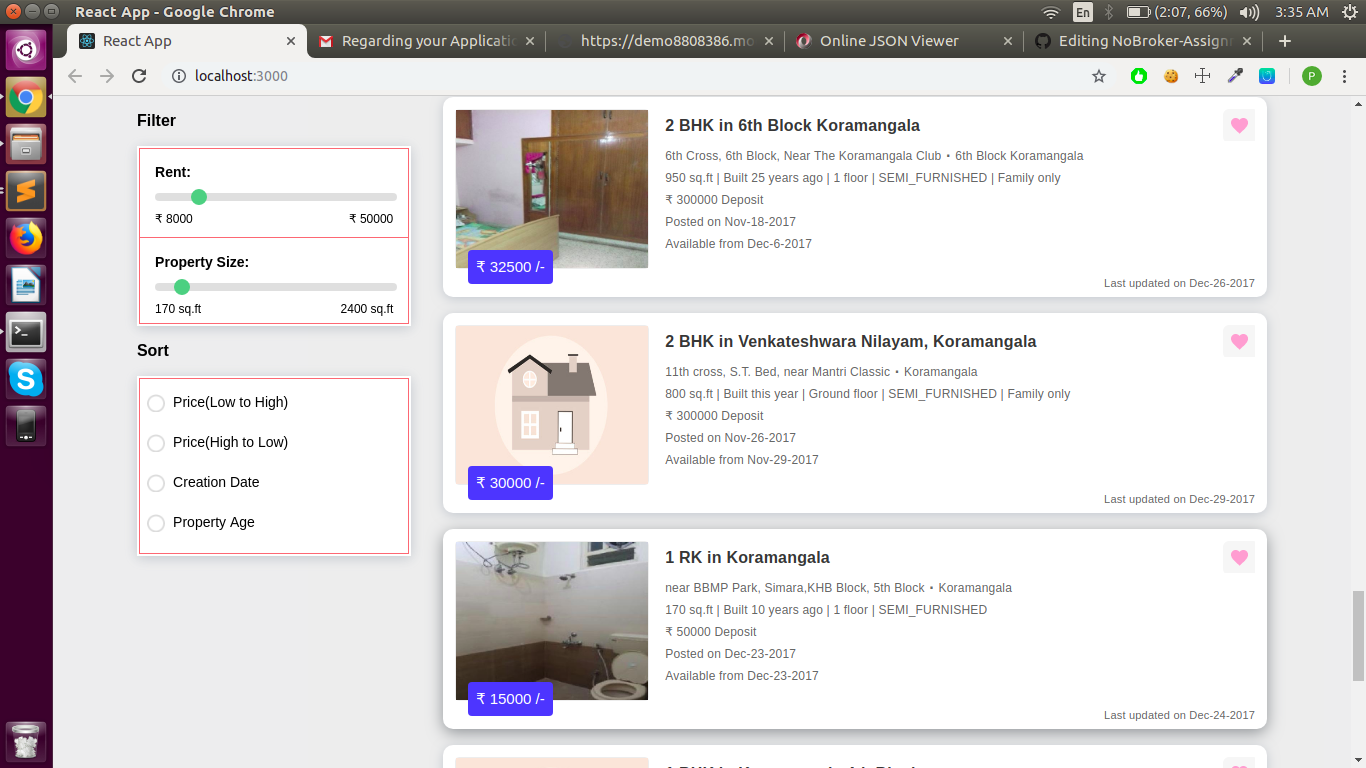 React App - Google Chrome
En
(2:07, 66%)
3:35 AM
React App
Regarding your Applicati
https://demo8808386.mo
Online JSON Viewer
Editing NoBroker-Assign
localhost:3000
P
Filter
Rent:
₹ 8000
₹ 50000
Property Size:
170 sq.ft
2400 sq.ft
Sort
Price(Low to High)
Price(High to Low)
Creation Date
Property Age
2 BHK in 6th Block Koramangala
6th Cross, 6th Block, Near The Koramangala Club • 6th Block Koramangala
950 sq.ft | Built 25 years ago | 1 floor | SEMI_FURNISHED | Family only
₹ 300000 Deposit
Posted on Nov-18-2017
Available from Dec-6-2017
₹ 32500 /-
Last updated on Dec-26-2017
2 BHK in Venkateshwara Nilayam, Koramangala
11th cross, S.T. Bed, near Mantri Classic • Koramangala
800 sq.ft | Built this year | Ground floor | SEMI_FURNISHED | Family only
₹ 300000 Deposit
Posted on Nov-26-2017
Available from Nov-29-2017
₹ 30000 /-
Last updated on Dec-29-2017
1 RK in Koramangala
near BBMP Park, Simara,KHB Block, 5th Block • Koramangala
170 sq.ft | Built 10 years ago | 1 floor | SEMI_FURNISHED
₹ 50000 Deposit
Posted on Dec-23-2017
Available from Dec-23-2017
₹ 15000 /-
Last updated on Dec-24-2017